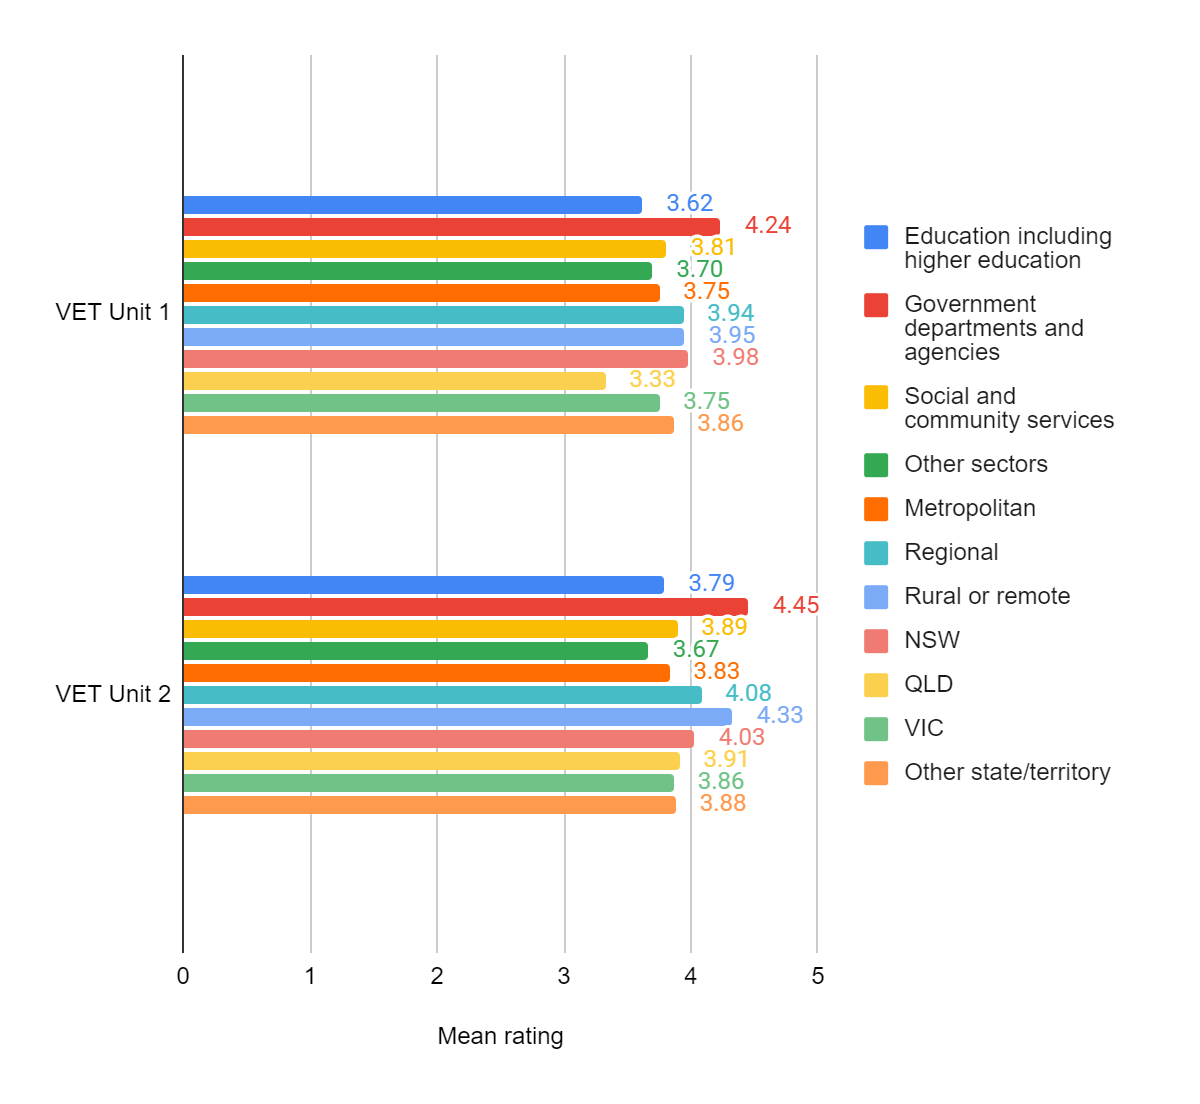 3.62
4.24
3.81
3.70
3.75
VET Unit 1
3.94
3.95
3.98
3.33
3.75
3.86
3.79
4.45
3.89
3.67
3.83
VET Unit 2
4.08
4.33
4.03
3.91
3.86
3.88
0 1 2 3 4 5
Mean rating
Education including
higher education
Government
departments and
agencies
Social and
community services
Other sectors
Metropolitan
Regional
Rural or remote
NSW
QLD
VIC
Other state/territory